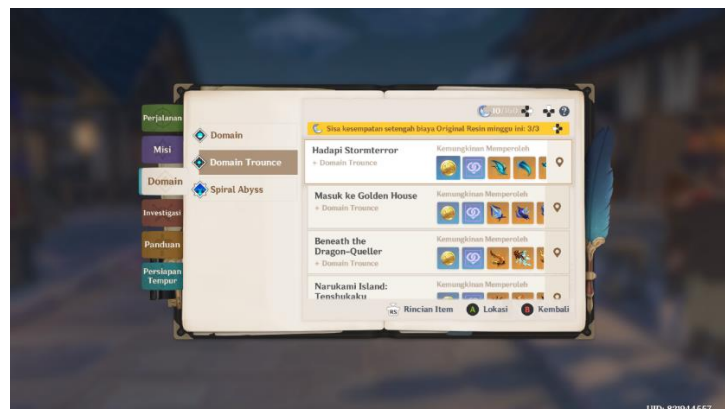 Perjalanan
Misi
Domain
Investigasi
Panduan
Persiapan
Tempur
Domain
Domain Trounce
Spiral Abyss
Sisa kesempatan setengah biaya Original Resin minggu ini: 3/3
Hadapi Stormterror
+ Domain Trounce
Kemungkinan Memperoleh
Masuk ke Golden House
+ Domain Trounce
Kemungkinan Memperoleh
Beneath the
Dragon-Queller
+ Domain Trounce
Kemungkinan Memperoleh
Narukami Island:
Tenshukaku
Kemungkinan Memperoleh
RS Rincian Item A Lokasi B Kembali